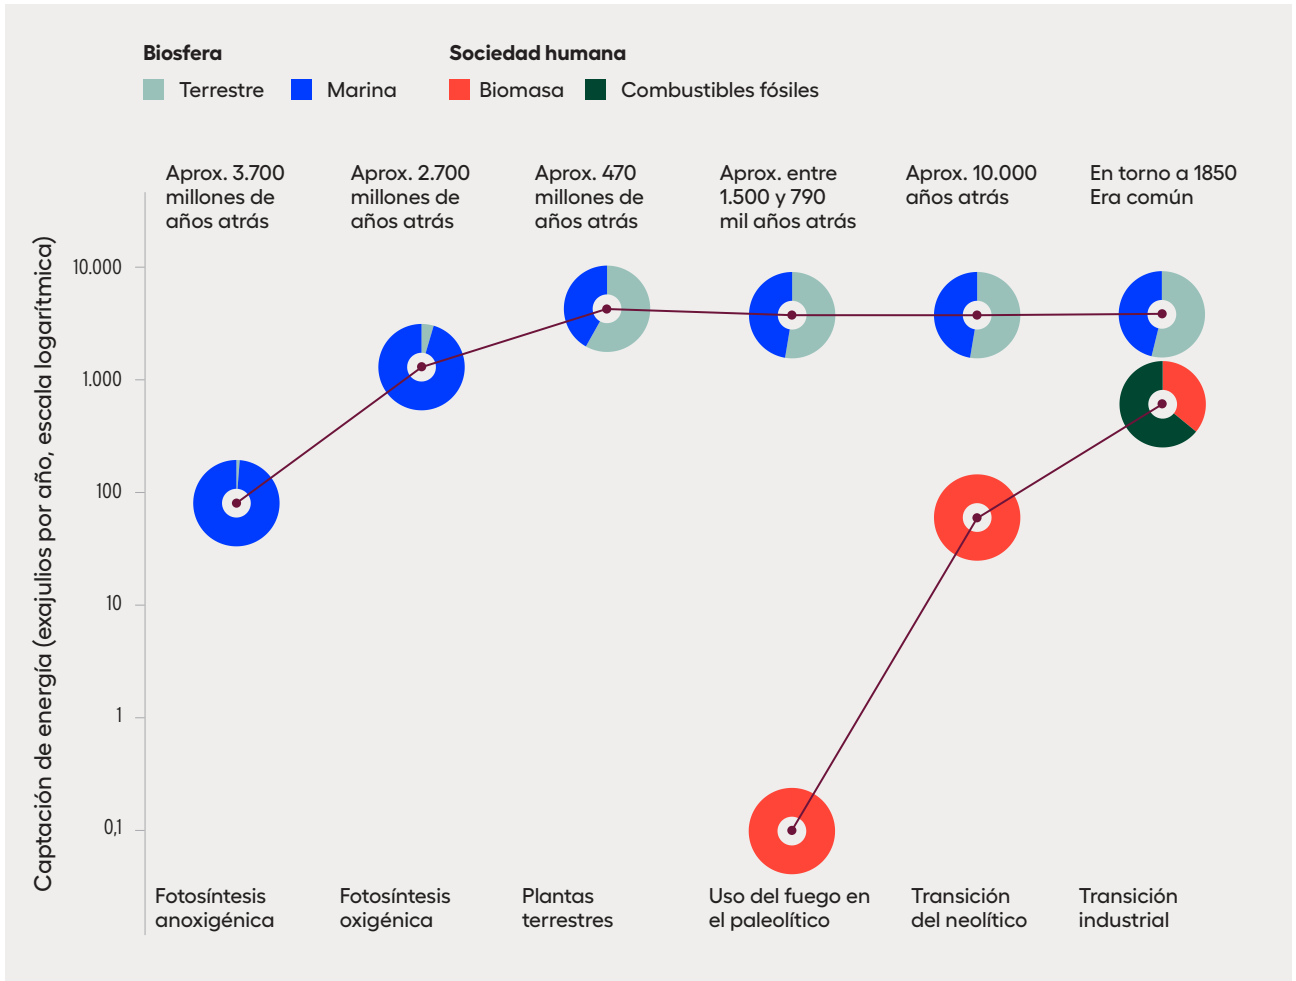 Biosfera
Sociedad humana
Terrestre
Marina
Biomasa
Combustibles fósiles
Aprox. 3.700
millones de
años atrás
Aprox. 2.700
millones de
años atrás
Aprox. 470
millones de
años atrás
Aprox. entre
1.500 y 790
mil años atrás
Aprox. 10.000
años atrás
En torno a 1850
Era común
Captación de energía (exajulios por año, escala logarítmica)
10.000
1.000
100
10
1
0,1
Fotosíntesis
anoxigénica
Fotosíntesis
oxigénica
Plantas
terrestres
Uso del fuego en
el paleolítico
Transición
del neolítico
Transición
industrial